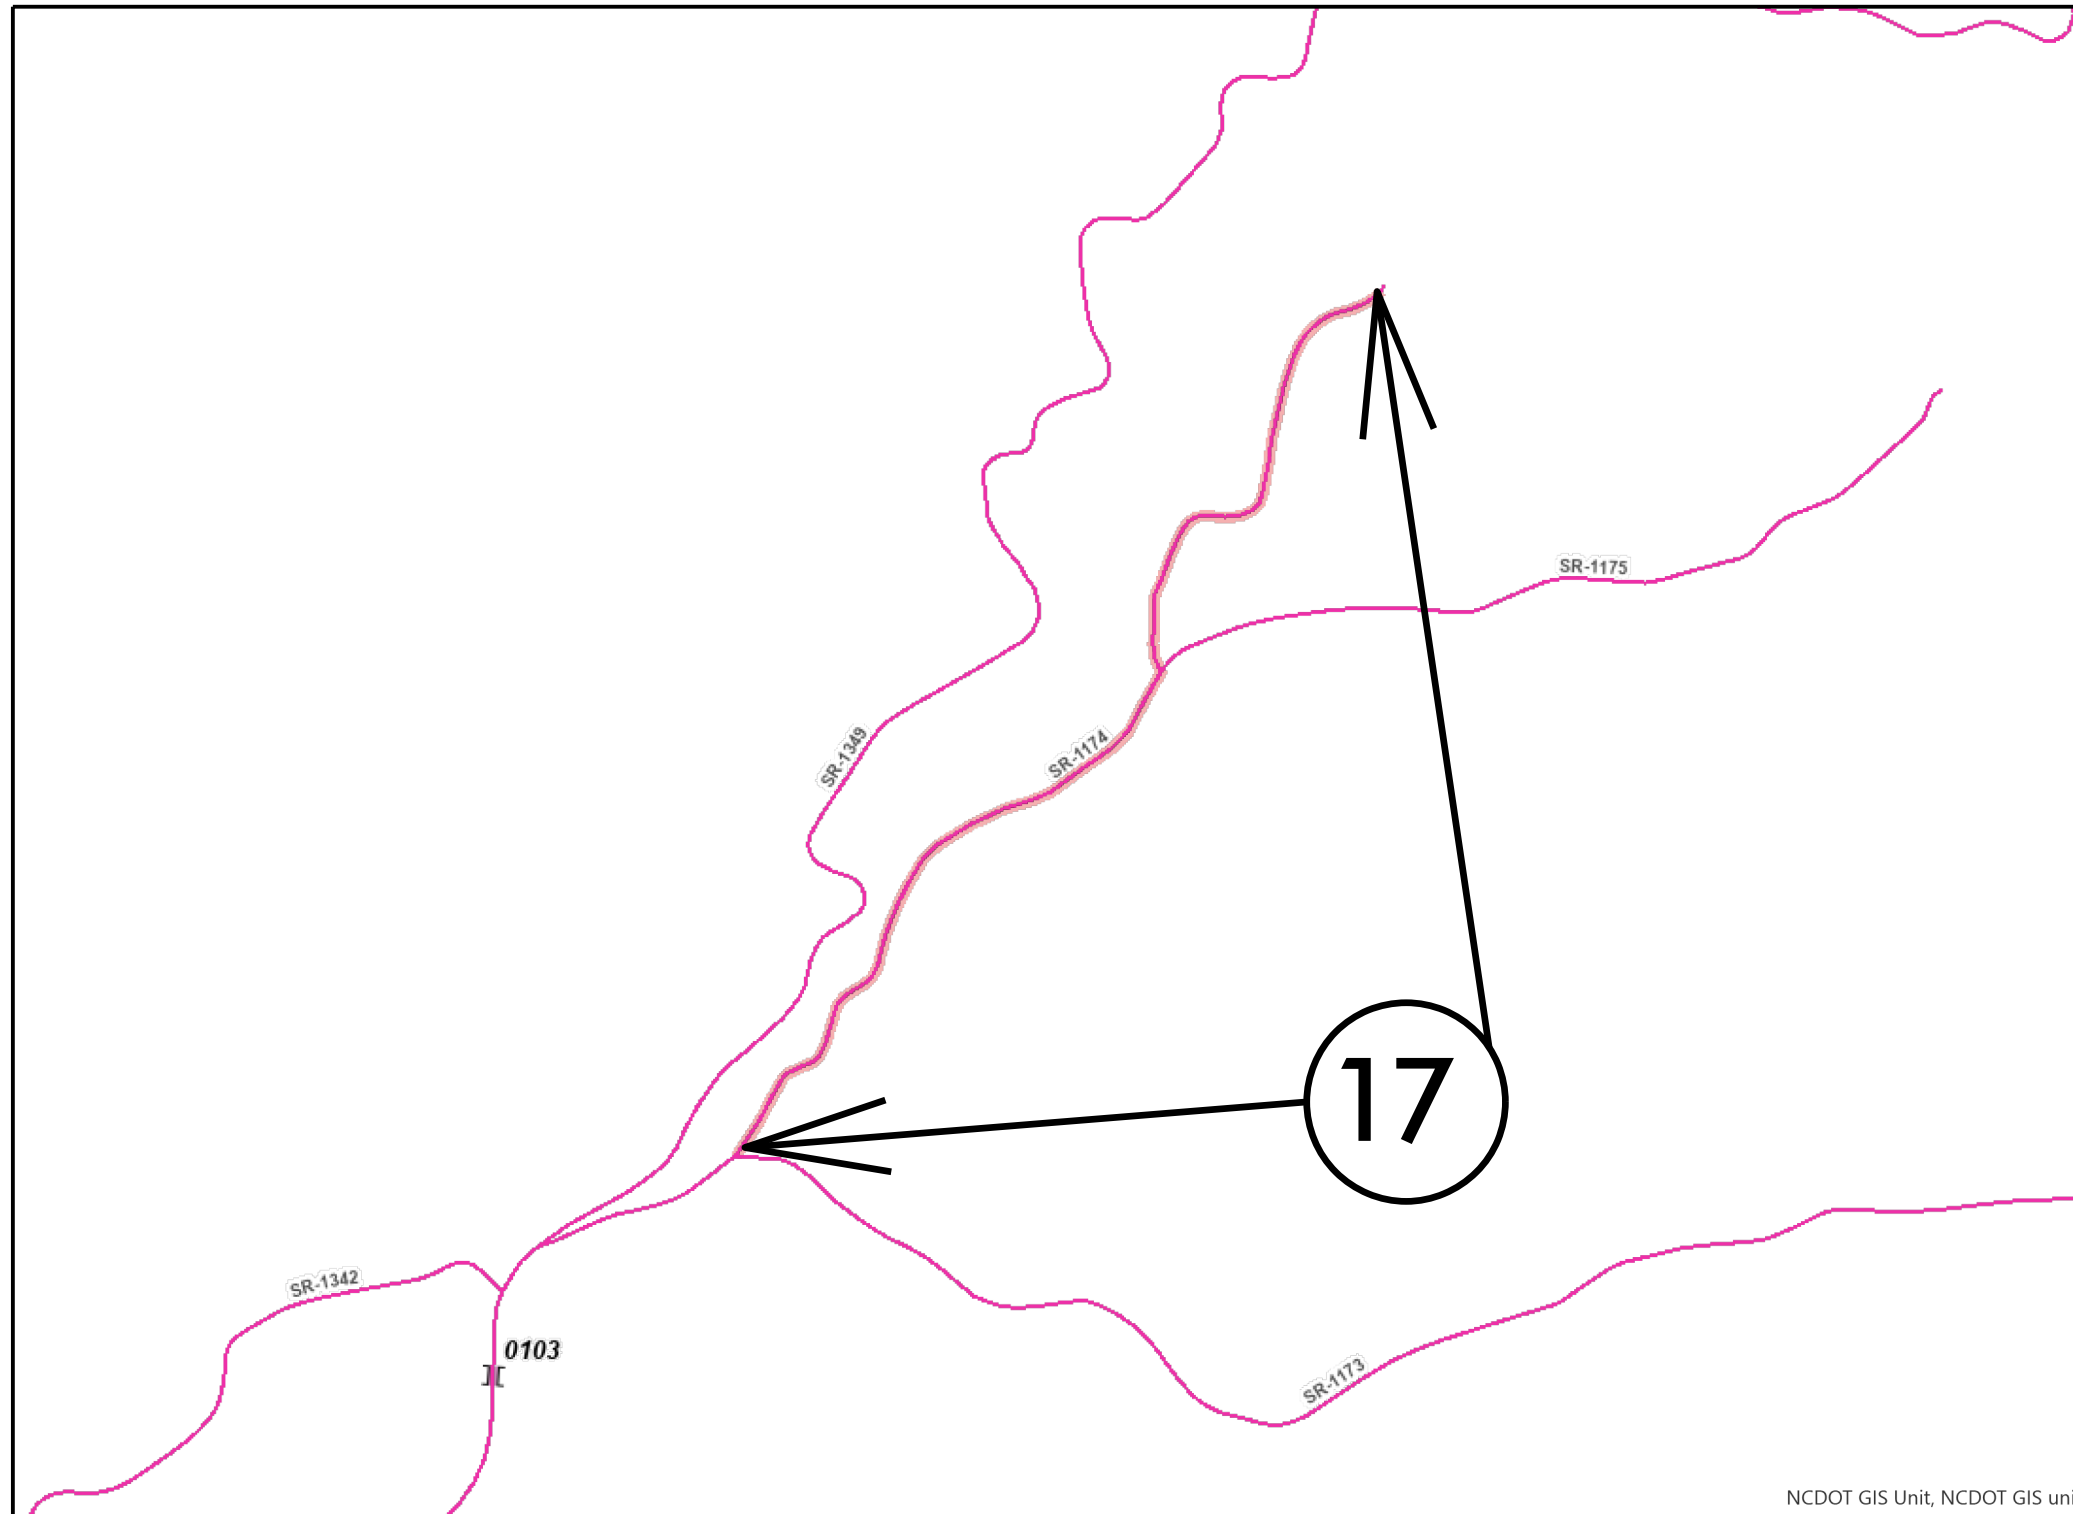 SR-1175
SR-1349
SR-1174
17
SR-1342
0103
SR-1173
NCDOT GIS Unit, NCDOT GIS uni